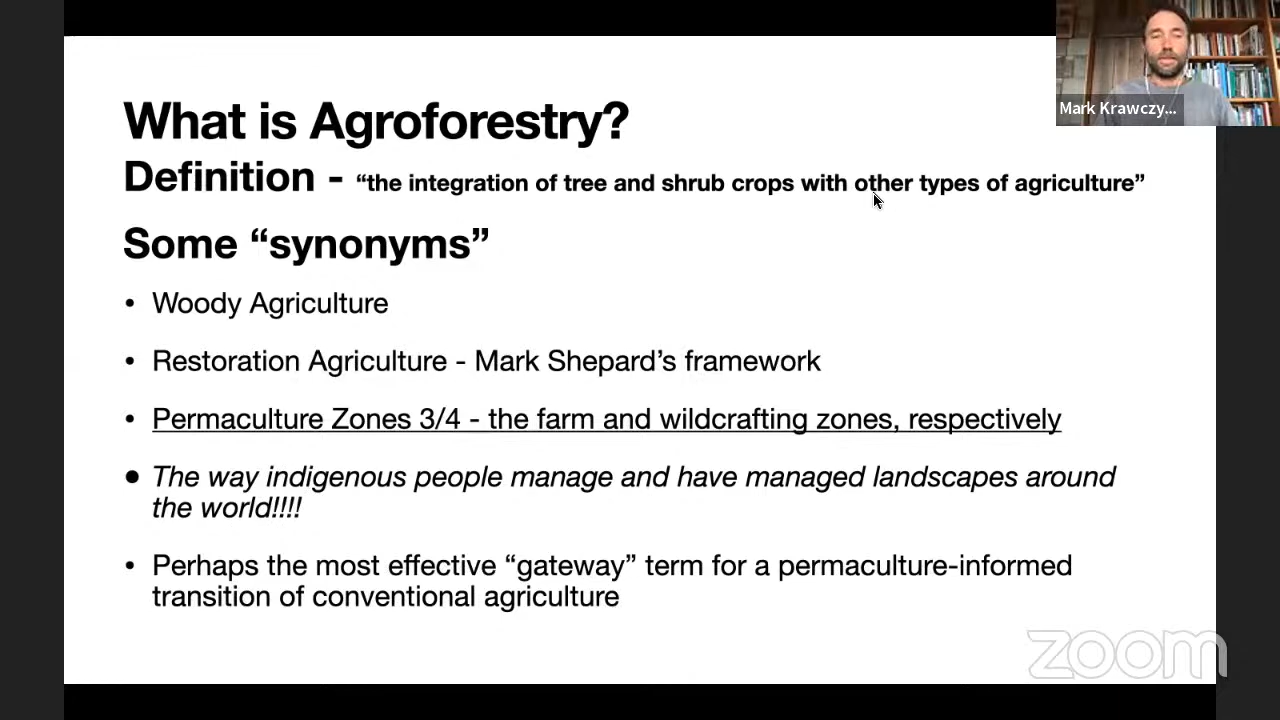 What is Agroforestry?
Definition - “the integration of tree and shrub crops with other types of agriculture”
Some “synonyms”
• Woody Agriculture
• Restoration Agriculture - Mark Shepard’s framework
• Permaculture Zones 3/4 - the farm and wildcrafting zones, respectively
• The way indigenous people manage and have managed landscapes around
the world!!!!
• Perhaps the most effective “gateway” term for a permaculture-informed
transition of conventional agriculture
Mark Krawczy...
zoom